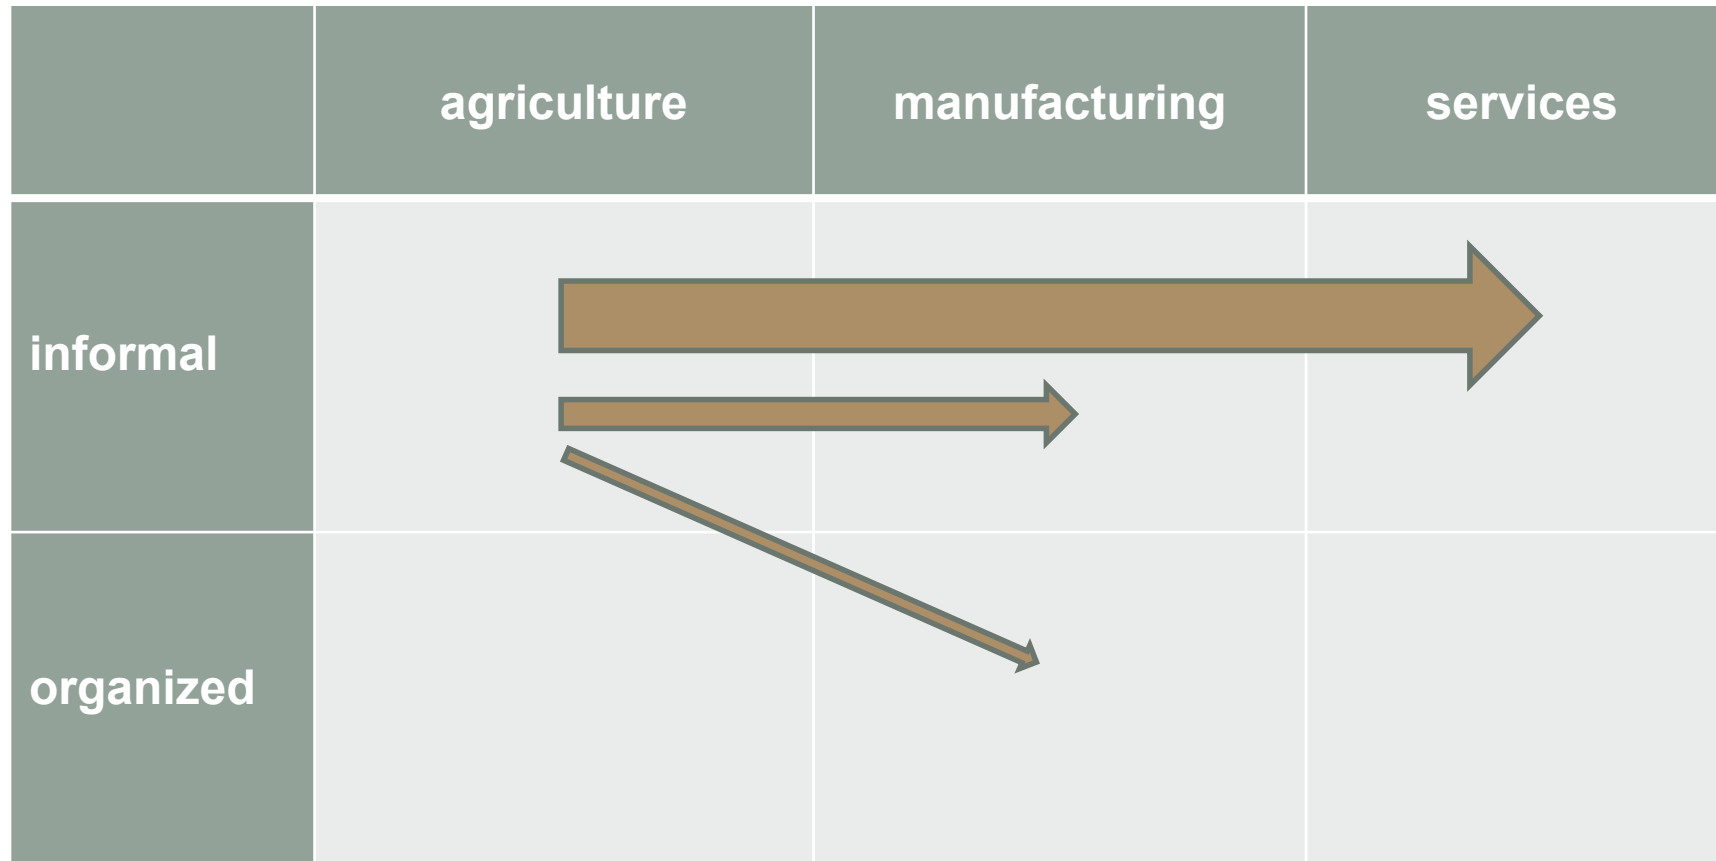 agriculture
manufacturing
services
informal
organized